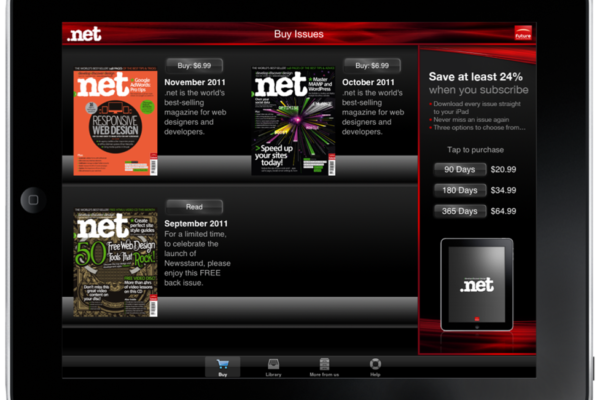 .net
Buy Issues
Future
Buy: $6.99
November 2011
.net is the world's
best-selling
magazine for web
designers and
developers.
net
Google
AdWords
Pro tips
RESPONSIVE
WEB DESIGN
Buy: $6.99
October 2011
.net is the world's
best-selling
magazine for web
designers and
developers.
net
Master
MAMP and
WordPress
Speed up
your sites
today!
Read
September 2011
For a limited time,
to celebrate the
launch of
Newsstand, please
enjoy this FREE
back issue.
net
Create
perfect site
style guides
50 Free Web Design
Tools That Rock!
Save at least 24%
when you subscribe
Download every issue straight
to your iPad
Never miss an issue again
Three options to choose from...
Tap to purchase
90 Days $20.99
180 Days $34.99
365 Days $64.99
.net
Buy
Library
More from us
Help